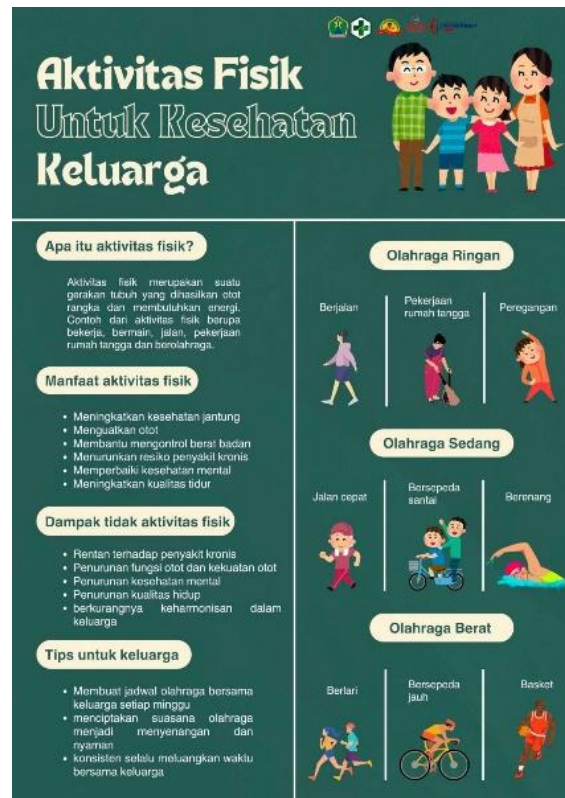 Aktivitas Fisik
Untuk Kesehatan
Keluarga
Apa itu aktivitas fisik?
Aktivitas fisik merupakan suatu
gerakan tubuh yang dihasilkan otot
rangka dan membutuhkan energi.
Contoh dari aktivitas fisik berupa
bekerja, bermain, jalan, pekerjaan
rumah tangga dan berolahraga.
Manfaat aktivitas fisik
• Meningkatkan kesehatan jantung
• Menguatkan otot
• Membantu mengontrol berat badan
• Menurunkan resiko penyakit kronis
• Memperbaiki kesehatan mental
• Meningkatkan kualitas tidur
Dampak tidak aktivitas fisik
• Rentan terhadap penyakit kronis
• Penurunan fungsi otot dan kekuatan otot
• Penurunan kesehatan mental
• Penurunan kualitas hidup
• berkurangnya keharmonisan dalam
keluarga
Tips untuk keluarga
• Membuat jadwal olahraga bersama
keluarga setiap minggu
• menciptakan suasana olahraga
menjadi menyenangkan dan
nyaman
• konsisten selalu meluangkan waktu
bersama keluarga
Olahraga Ringan
Berjalan
Pekerjaan
rumah tangga
Peregangan
Olahraga Sedang
Jalan cepat
Bersepeda
santai
Berenang
Olahraga Berat
Berlari
Bersepeda
jauh
Basket